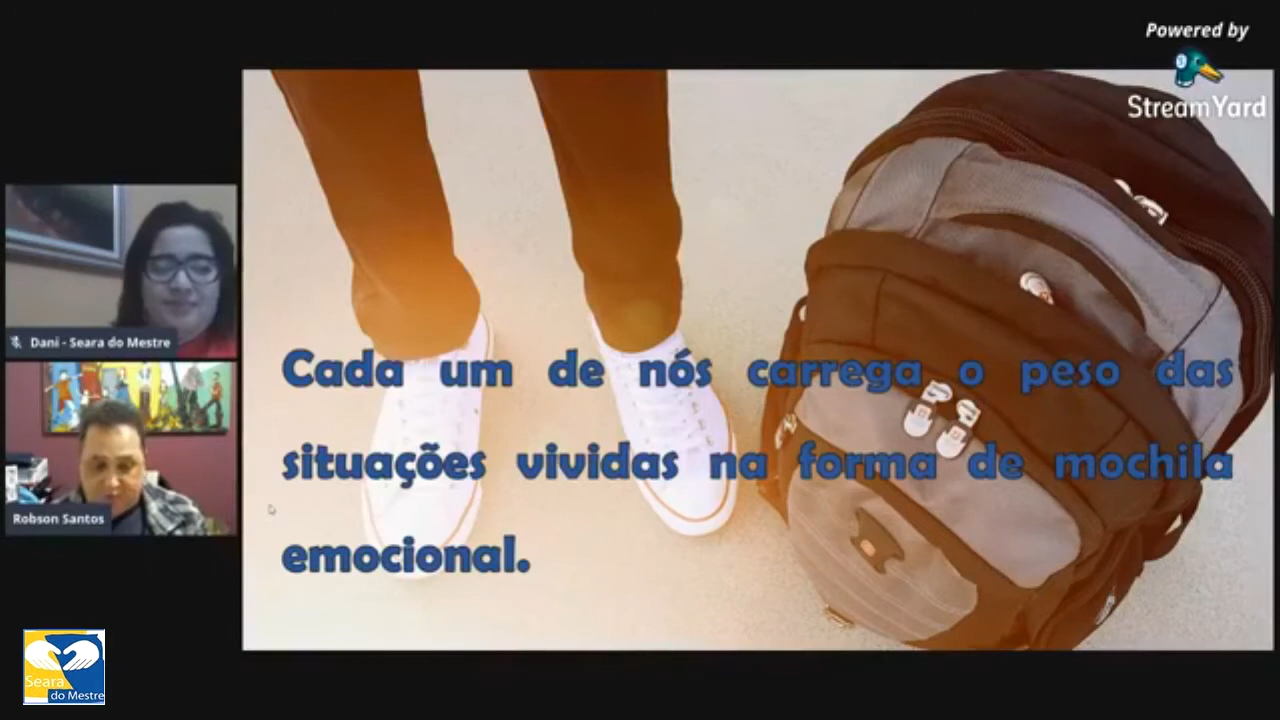 Powered by
StreamYard
Dani - Seara do Mestre
Robson Santos
Cada um de nós carrega o peso das
situações vividas na forma de mochila
emocional.
Seara
do Mestre